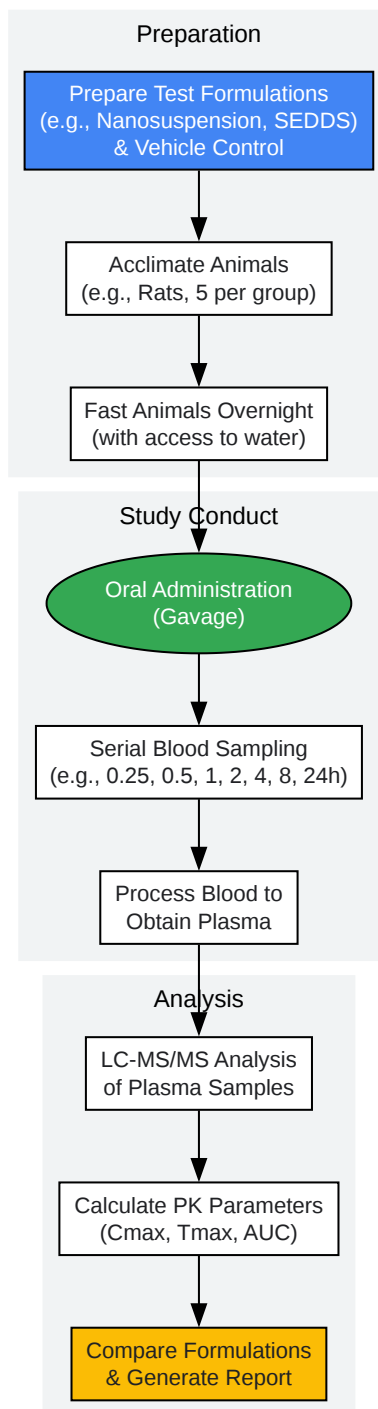 Preparation
Prepare Test Formulations
(e.g., Nanosuspension, SEDDS)
& Vehicle Control
Acclimate Animals
(e.g., Rats, 5 per group)
Fast Animals Overnight
(with access to water)
Study Conduct
Oral Administration
(Gavage)
Serial Blood Sampling
(e.g., 0.25, 0.5, 1, 2, 4, 8, 24h)
Process Blood to
Obtain Plasma
Analysis
LC-MS/MS Analysis
of Plasma Samples
Calculate PK Parameters
(Cmax, Tmax, AUC)
Compare Formulations
& Generate Report